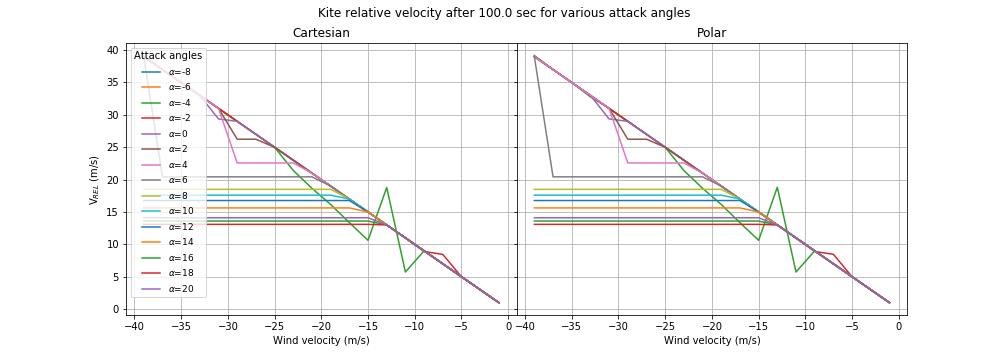 Kite relative velocity after 100.0 sec for various attack angles
Cartesian
Polar
V_REL (m/s)
40
35
30
25
20
15
10
5
0
Attack angles
α=-8
α=-6
α=-4
α=-2
α=0
α=2
α=4
α=6
α=8
α=10
α=12
α=14
α=16
α=18
α=20
−40 −35 −30 −25 −20 −15 −10 −5 0
−40 −35 −30 −25 −20 −15 −10 −5 0
Wind velocity (m/s)
Wind velocity (m/s)